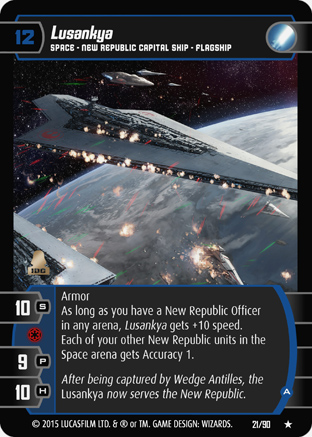 12
Lusankya
SPACE - NEW REPUBLIC CAPITAL SHIP - FLAGSHIP
IDC
10 S
Armor
As long as you have a New Republic Officer
in any arena, Lusankya gets +10 speed.
9 P
Each of your other New Republic units in the
Space arena gets Accuracy 1.
10 H
After being captured by Wedge Antilles, the
Lusankya now serves the New Republic.
A
© 2015 LUCASFILM LTD. & ® or TM. GAME DESIGN: WIZARDS.
21/90